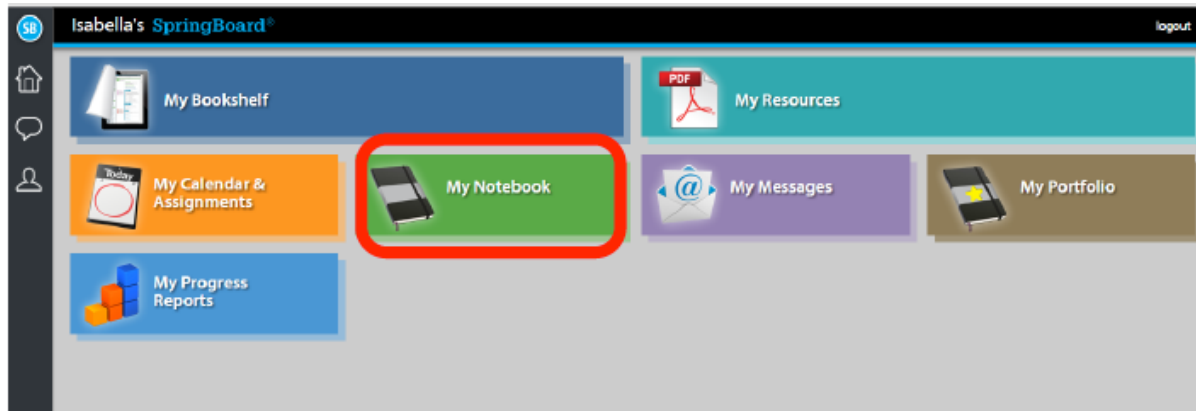 SB
Isabella's SpringBoard®
logout
My Bookshelf
PDF
My Resources
Today
My Calendar &
Assignments
My Notebook
@
My Messages
My Portfolio
My Progress
Reports